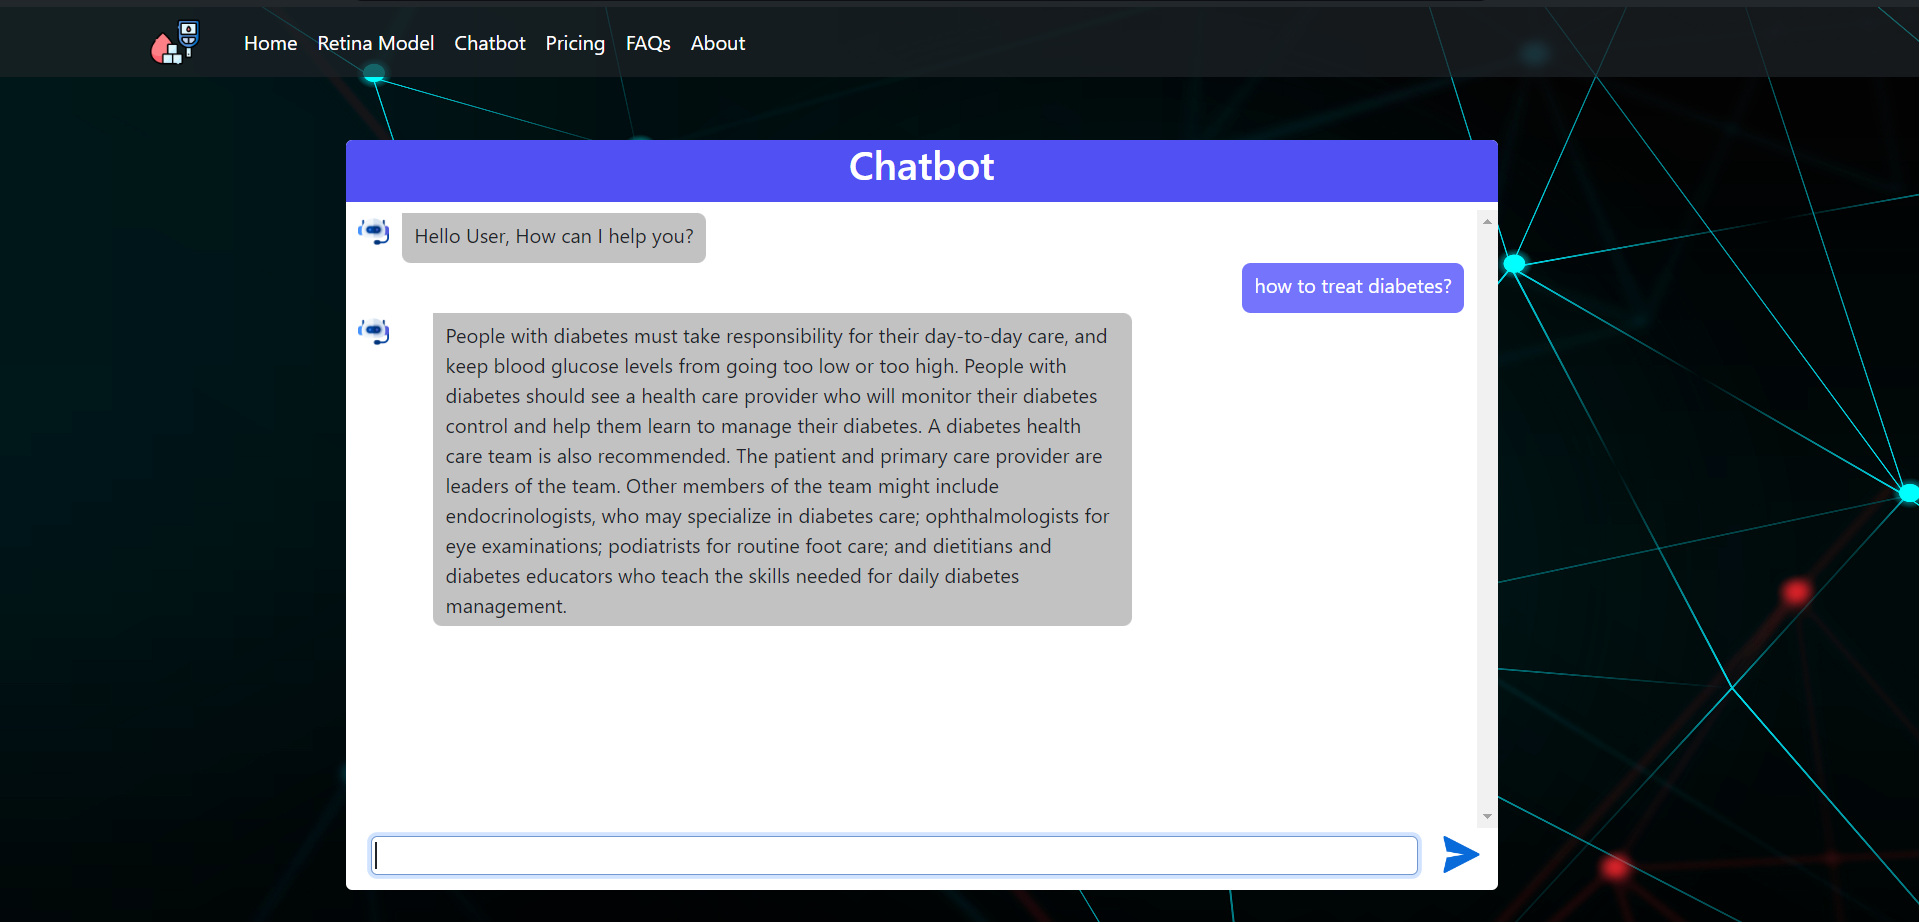 Home Retina Model Chatbot Pricing FAQs About
Chatbot
Hello User, How can I help you?
how to treat diabetes?
People with diabetes must take responsibility for their day-to-day care, and
keep blood glucose levels from going too low or too high. People with
diabetes should see a health care provider who will monitor their diabetes
control and help them learn to manage their diabetes. A diabetes health
care team is also recommended. The patient and primary care provider are
leaders of the team. Other members of the team might include
endocrinologists, who may specialize in diabetes care; ophthalmologists for
eye examinations; podiatrists for routine foot care; and dietitians and
diabetes educators who teach the skills needed for daily diabetes
management.